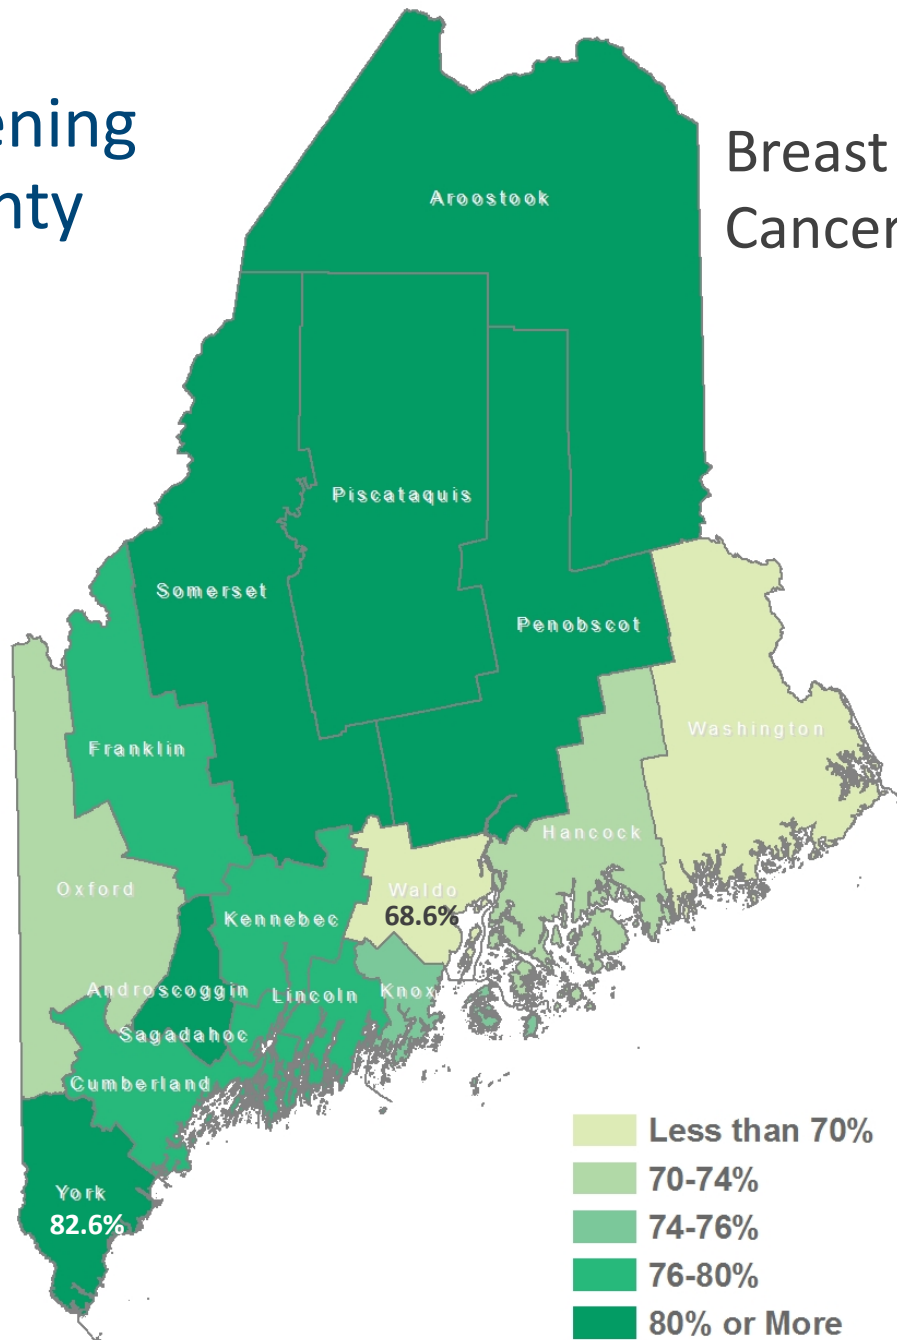 ening
nty
Breast
Cancer
Aroostook
Piscataquis
Somerset
Penobscot
Washington
Franklin
Hancock
Oxford
Waldo
68.6%
Kennebec
Androscoggin
Lincoln
Knox
Sagadahoc
Cumberland
York
82.6%
Less than 70%
70-74%
74-76%
76-80%
80% or More